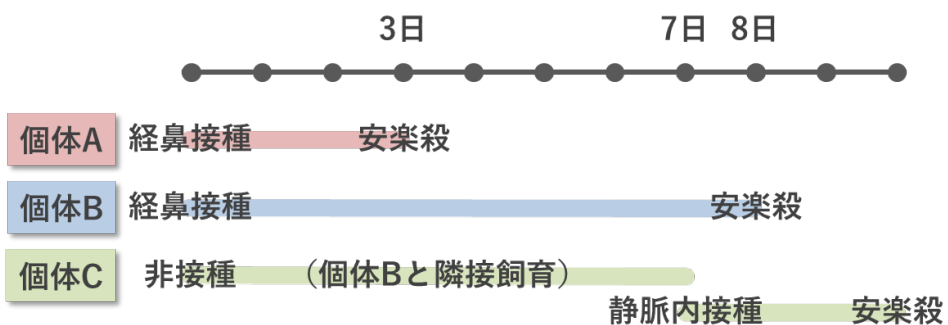 3日 7日 8日
個体A 経鼻接種 安楽殺
個体B 経鼻接種 安楽殺
個体C 非接種 （個体Bと隣接飼育）
静脈内接種 安楽殺